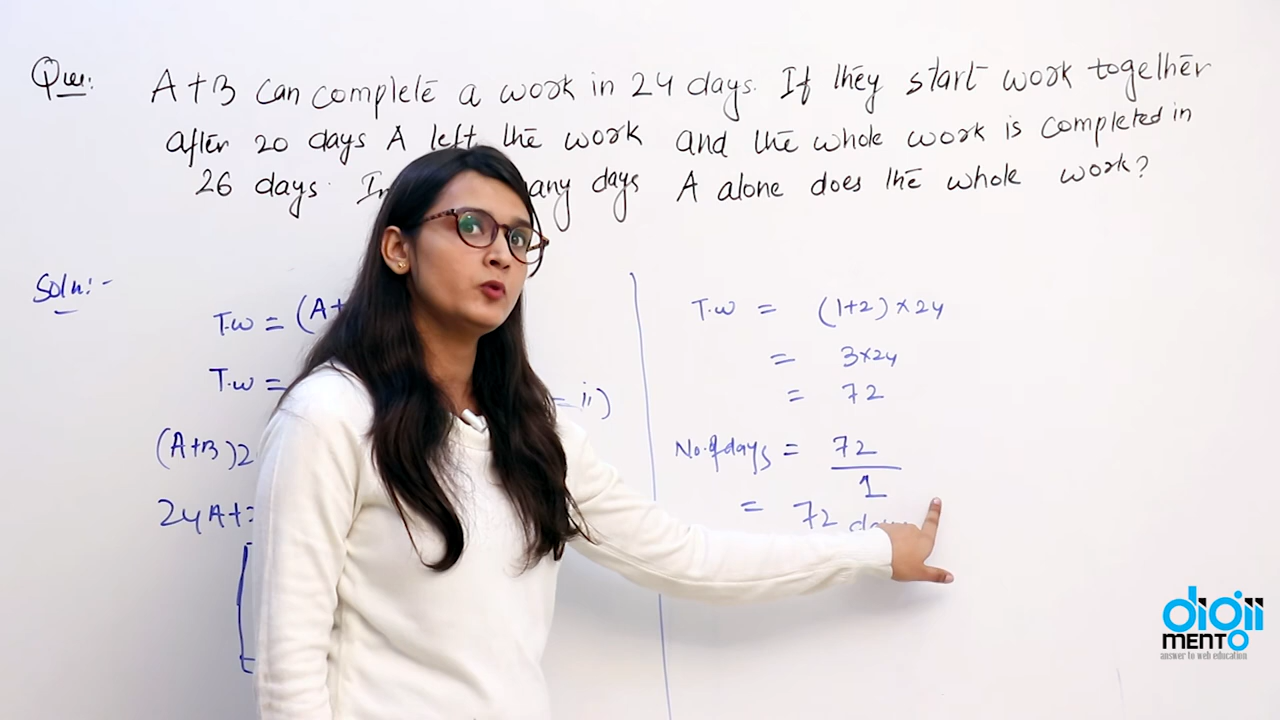 Que:
A+B can complete a work in 24 days. If they start work together
after 20 days A left the work and the whole work is completed in
26 days. In any days A alone does the whole work?
Soln:-
T.W = (A+
T.W =
ii)
(A+B)2
24A+
T.W = (1+2)×24
= 3×24
= 72
No. of days = 72
1
= 72
digii
MENTO
answer to web education